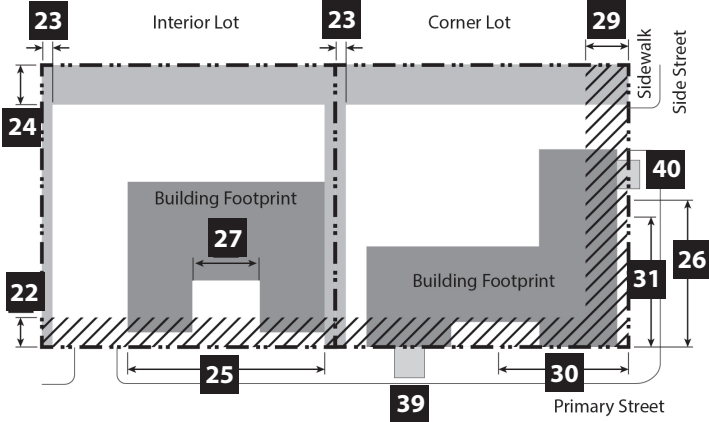 Interior Lot
Corner Lot
23
23
29
Sidewalk
Side Street
24
40
Building Footprint
27
26
Building Footprint
31
22
25
30
39
Primary Street